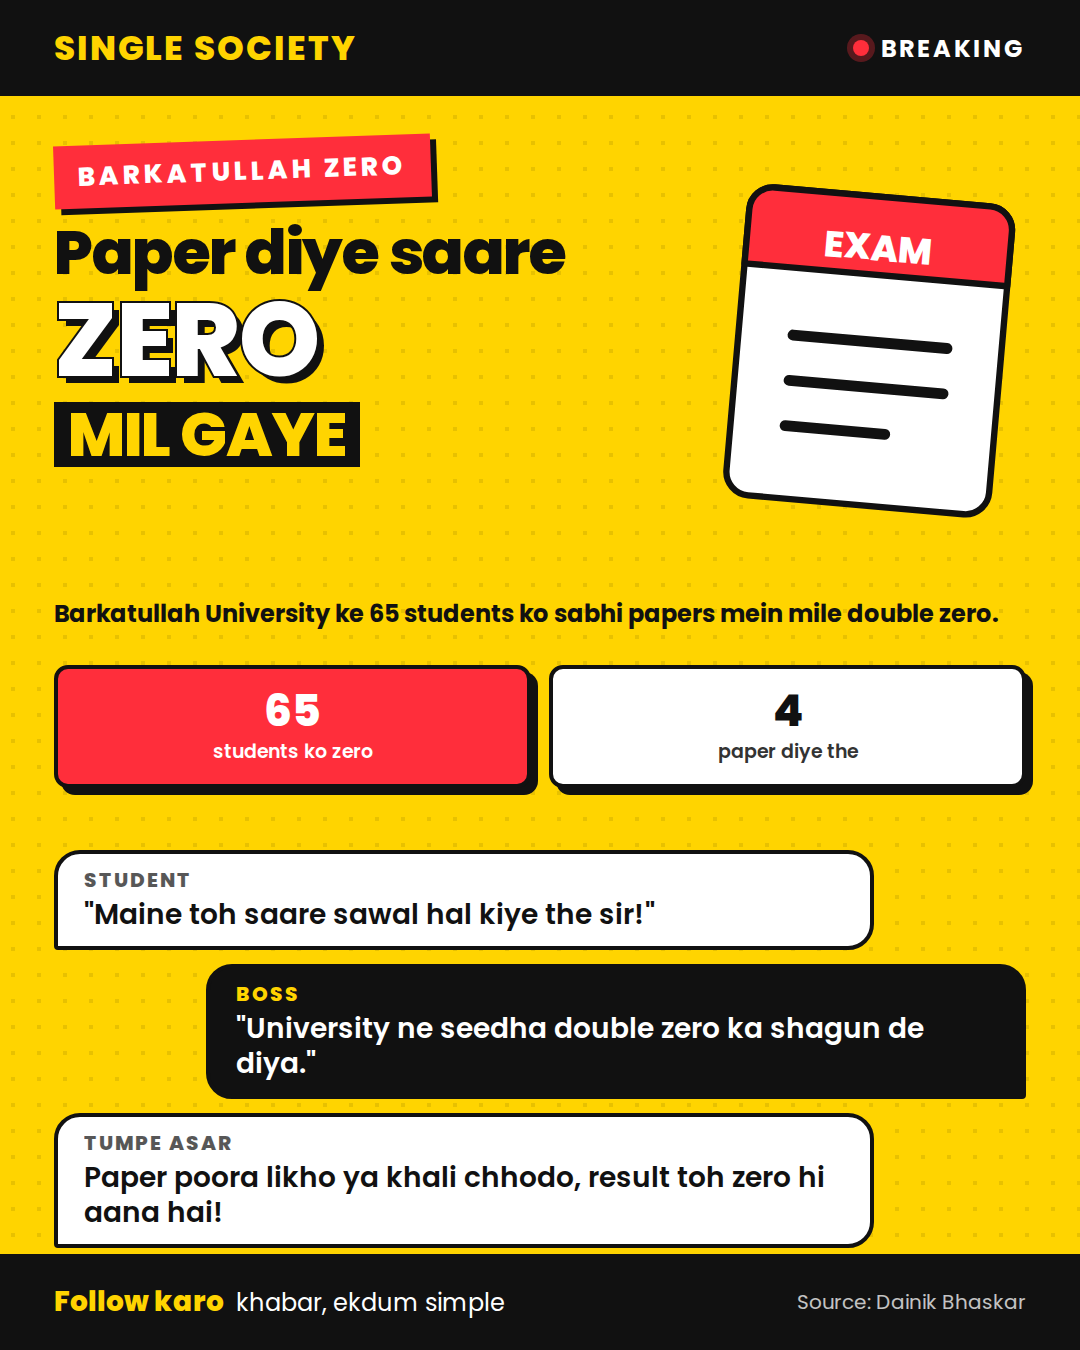 SINGLE SOCIETY
BREAKING
BARKATULLAH ZERO
Paper diye saare
ZERO
MIL GAYE
EXAM
Barkatullah University ke 65 students ko sabhi papers mein mile double zero.
65
students ko zero
4
paper diye the
STUDENT
"Maine toh saare sawal hal kiye the sir!"
BOSS
"University ne seedha double zero ka shagun de
diya."
TUMPE ASAR
Paper poora likho ya khali chhodo, result toh zero hi
aana hai!
Follow karo khabar, ekdum simple
Source: Dainik Bhaskar